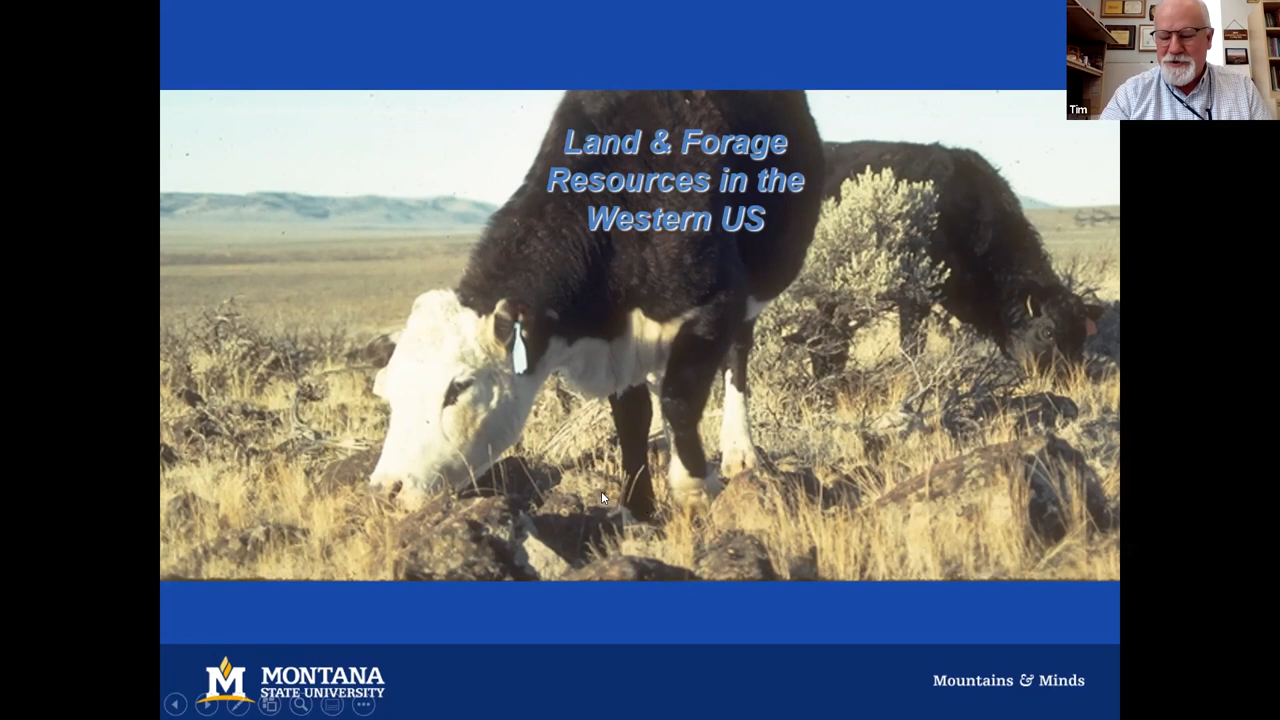 Tim
Land & Forage
Resources in the
Western US
MONTANA
STATE UNIVERSITY
Mountains & Minds